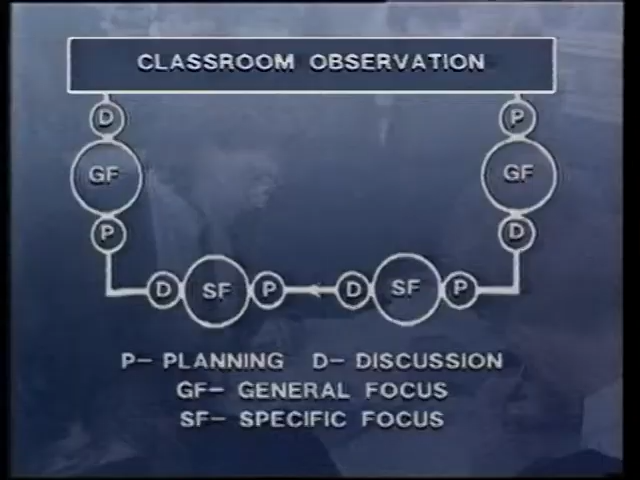 CLASSROOM OBSERVATION
D P
GF GF
P D
D SF P D SF P
P- PLANNING D- DISCUSSION
GF- GENERAL FOCUS
SF- SPECIFIC FOCUS